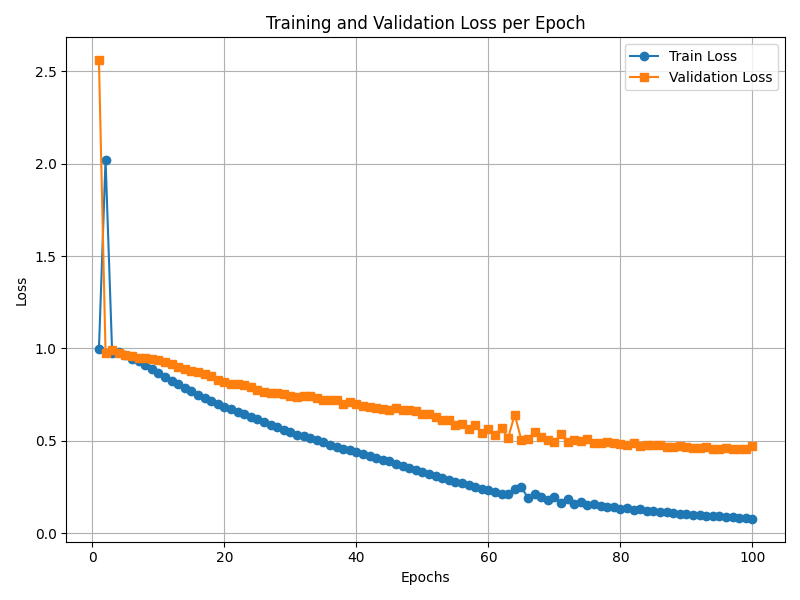 Training and Validation Loss per Epoch
Train Loss
Validation Loss
2.5
2.0
1.5
1.0
0.5
0.0
Loss
0 20 40 60 80 100
Epochs